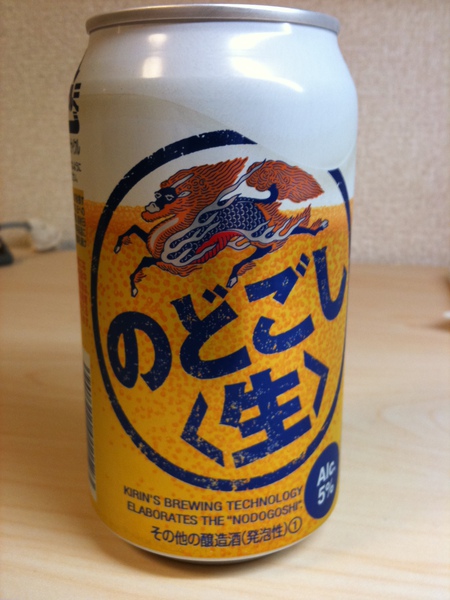 のどごし
〈生〉
Alc.
5%
KIRIN'S BREWING TECHNOLOGY
ELABORATES THE "NODOGOSHI".
その他の醸造酒(発泡性)①